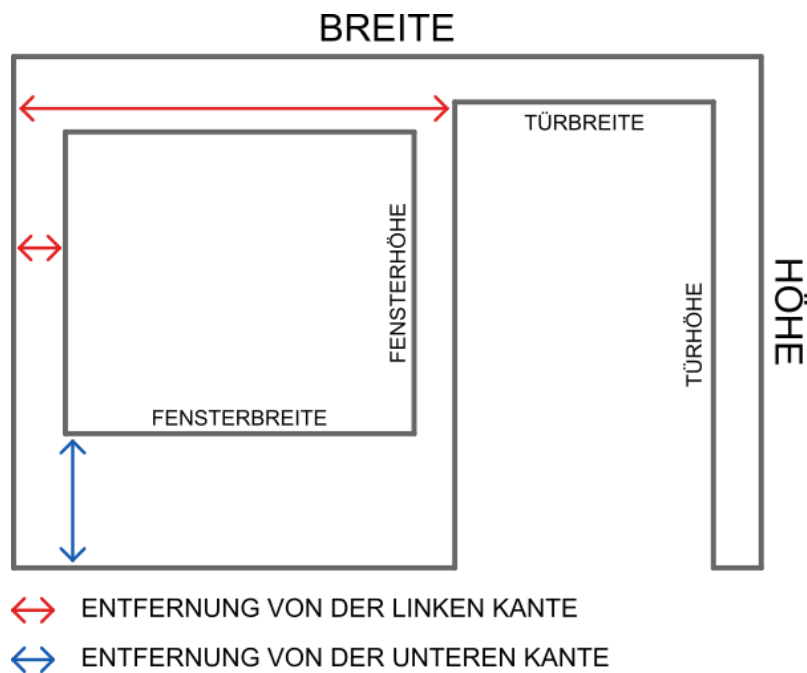 BREITE
TÜRBREITE
FENSTERHÖHE
TÜRHÖHE
HÖHE
FENSTERBREITE
ENTFERNUNG VON DER LINKEN KANTE
ENTFERNUNG VON DER UNTEREN KANTE